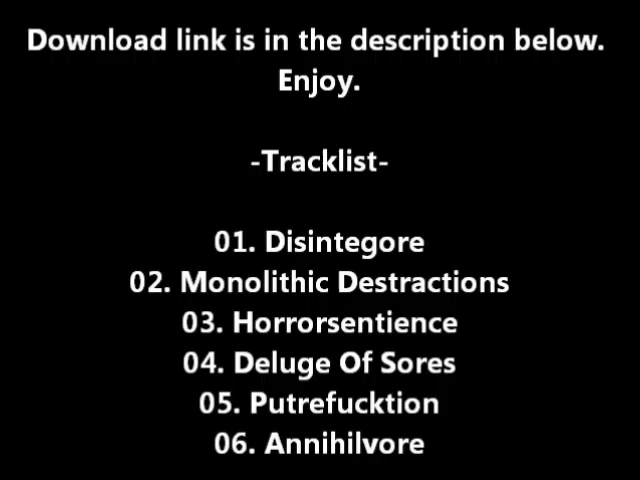 Download link is in the description below.
Enjoy.
-Tracklist-
01. Disintegore
02. Monolithic Destractions
03. Horrorsentience
04. Deluge Of Sores
05. Putrefucktion
06. Annihilvore